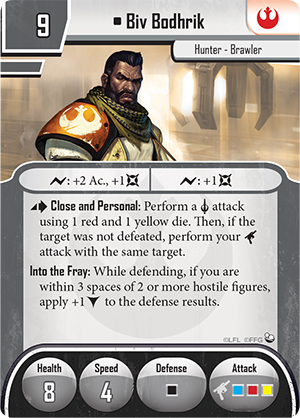 9
Biv Bodhrik
Hunter - Brawler
: +2 Ac., +1
: +1
Close and Personal: Perform a attack
using 1 red and 1 yellow die. Then, if the
target was not defeated, perform your
attack with the same target.
Into the Fray: While defending, if you are
within 3 spaces of 2 or more hostile figures,
apply +1 to the defense results.
©LFL ©FFG
Health
Speed
Defense
Attack
8
4